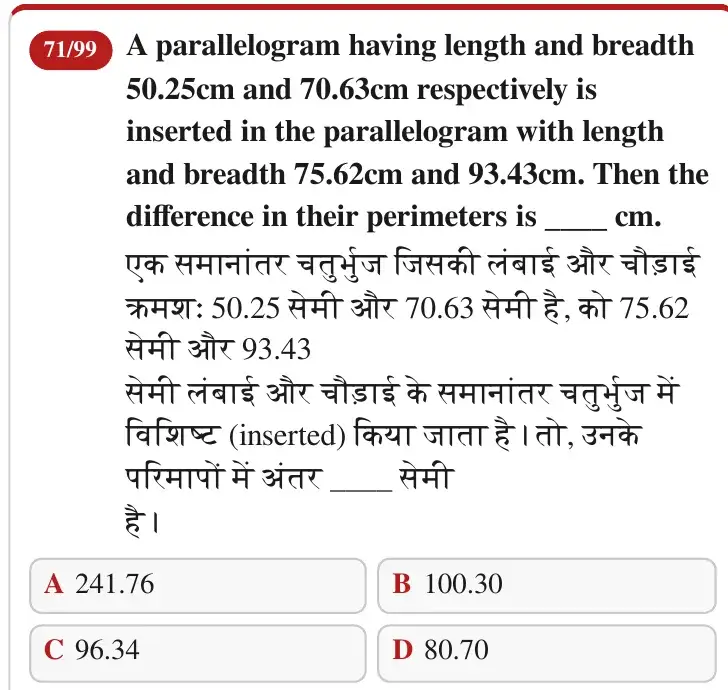 71/99 A parallelogram having length and breadth
50.25cm and 70.63cm respectively is
inserted in the parallelogram with length
and breadth 75.62cm and 93.43cm. Then the
difference in their perimeters is ____ cm.
एक समानांतर चतुर्भुज जिसकी लंबाई और चौड़ाई
क्रमशः 50.25 सेमी और 70.63 सेमी है, को 75.62
सेमी और 93.43
सेमी लंबाई और चौड़ाई के समानांतर चतुर्भुज में
विशिष्ट (inserted) किया जाता है। तो, उनके
परिमापों में अंतर ____ सेमी
है।
A 241.76
B 100.30
C 96.34
D 80.70